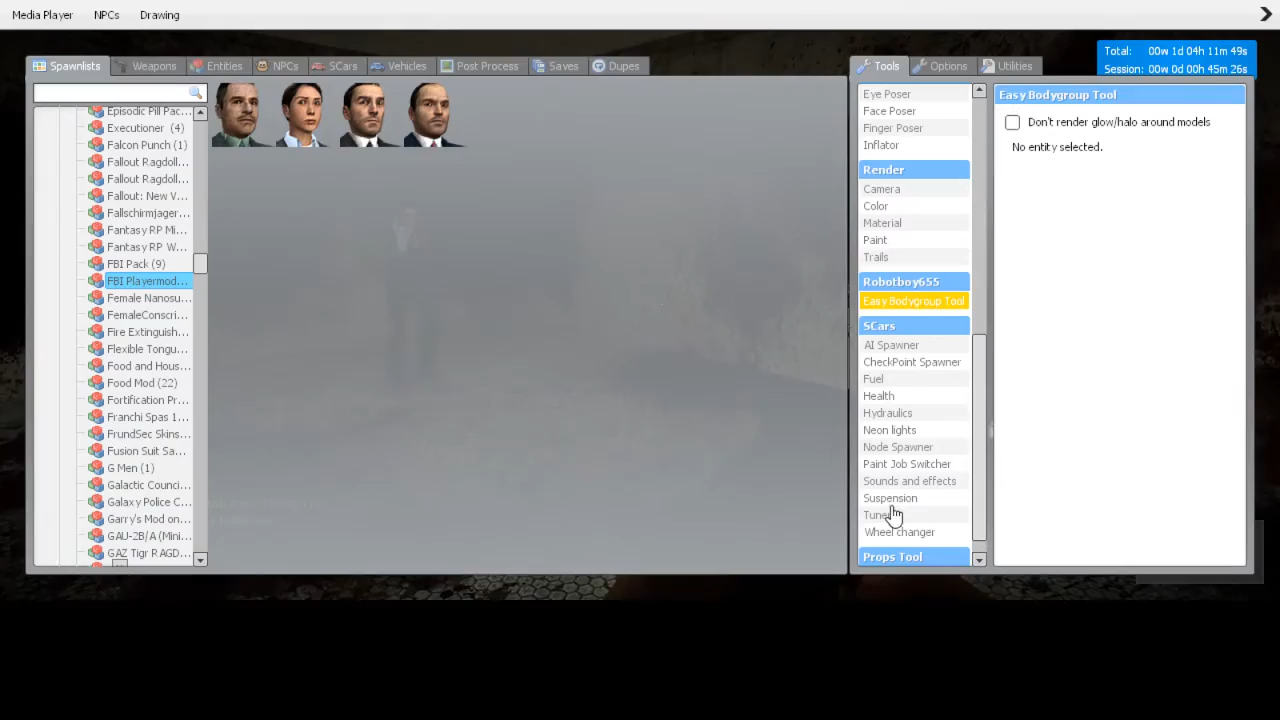 Media Player NPCs Drawing
Total: 00w 1d 04h 11m 49s
Session: 00w 0d 00h 45m 26s
Spawnlists Weapons Entities NPCs SCars Vehicles Post Process Saves Dupes
Tools Options Utilities
Episodic Pill Pac...
Executioner (4)
Falcon Punch (1)
Fallout Ragdoll...
Fallout Ragdoll...
Fallout: New V...
Fallschirmjager...
Fantasy RP Mi...
Fantasy RP W...
FBI Pack (9)
FBI Playermod...
Female Nanosu...
FemaleConscri...
Fire Extinguish...
Flexible Tongu...
Food and Hous...
Food Mod (22)
Fortification Pr...
Franchi Spas 1...
FrundSec Skins...
Fusion Suit Sa...
G Men (1)
Galactic Counci...
Galaxy Police C...
Garry's Mod on...
GAU-2B/A (Mini...
GAZ Tigr RAGD...
Eye Poser
Face Poser
Finger Poser
Inflator
Render
Camera
Color
Material
Paint
Trails
Robotboy655
Easy Bodygroup Tool
SCars
AI Spawner
CheckPoint Spawner
Fuel
Health
Hydraulics
Neon lights
Node Spawner
Paint Job Switcher
Sounds and effects
Suspension
Wheel changer
Props Tool
Easy Bodygroup Tool
Don't render glow/halo around models
No entity selected.